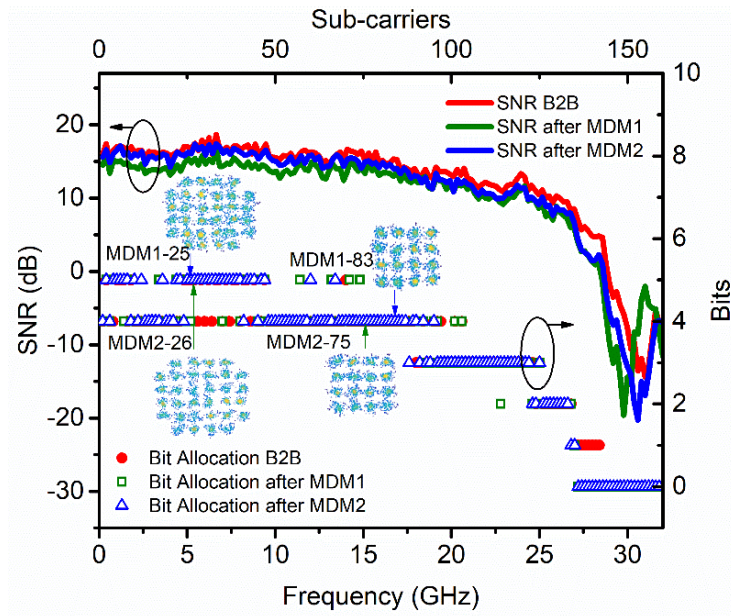 Sub-carriers
0 50 100 150
20
10
0
-10
-20
-30
SNR (dB)
10
8
6
4
2
0
Bits
SNR B2B
SNR after MDM1
SNR after MDM2
MDM1-25
MDM1-83
MDM2-26
MDM2-75
Bit Allocation B2B
Bit Allocation after MDM1
Bit Allocation after MDM2
0 5 10 15 20 25 30
Frequency (GHz)